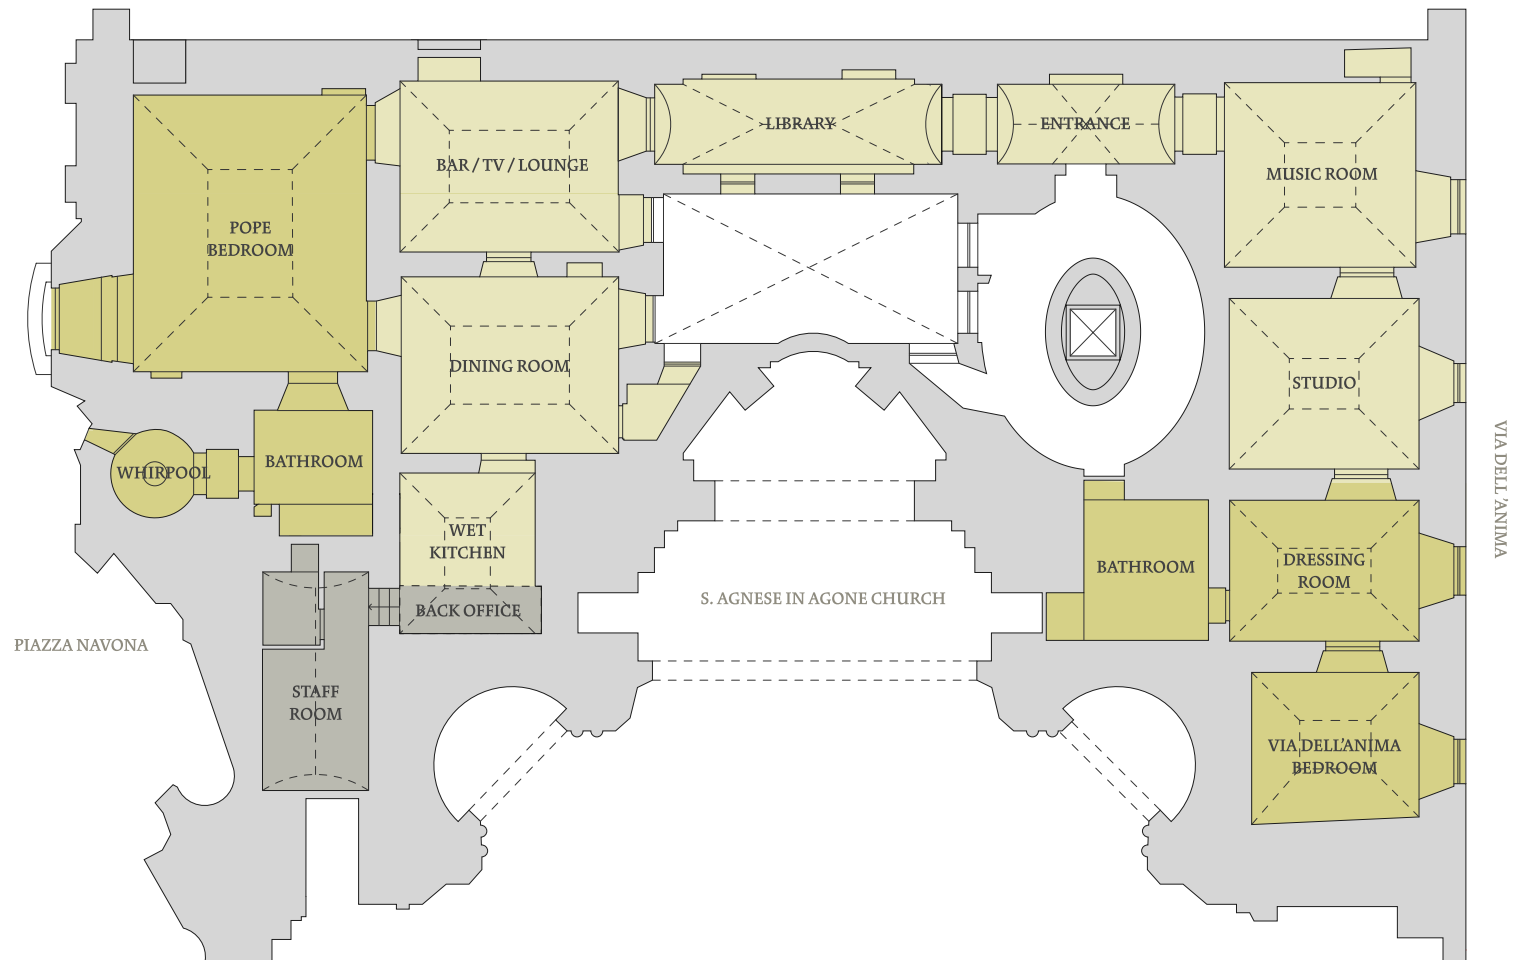 LIBRARY
ENTRANCE
BAR / TV / LOUNGE
MUSIC ROOM
POPE
BEDROOM
DINING ROOM
STUDIO
WHIRPOOL
BATHROOM
WET
KITCHEN
BACK OFFICE
BATHROOM
DRESSING
ROOM
S. AGNESE IN AGONE CHURCH
PIAZZA NAVONA
STAFF
ROOM
VIA DELL'ANIMA
BEDROOM
VIA DELL 'ANIMA